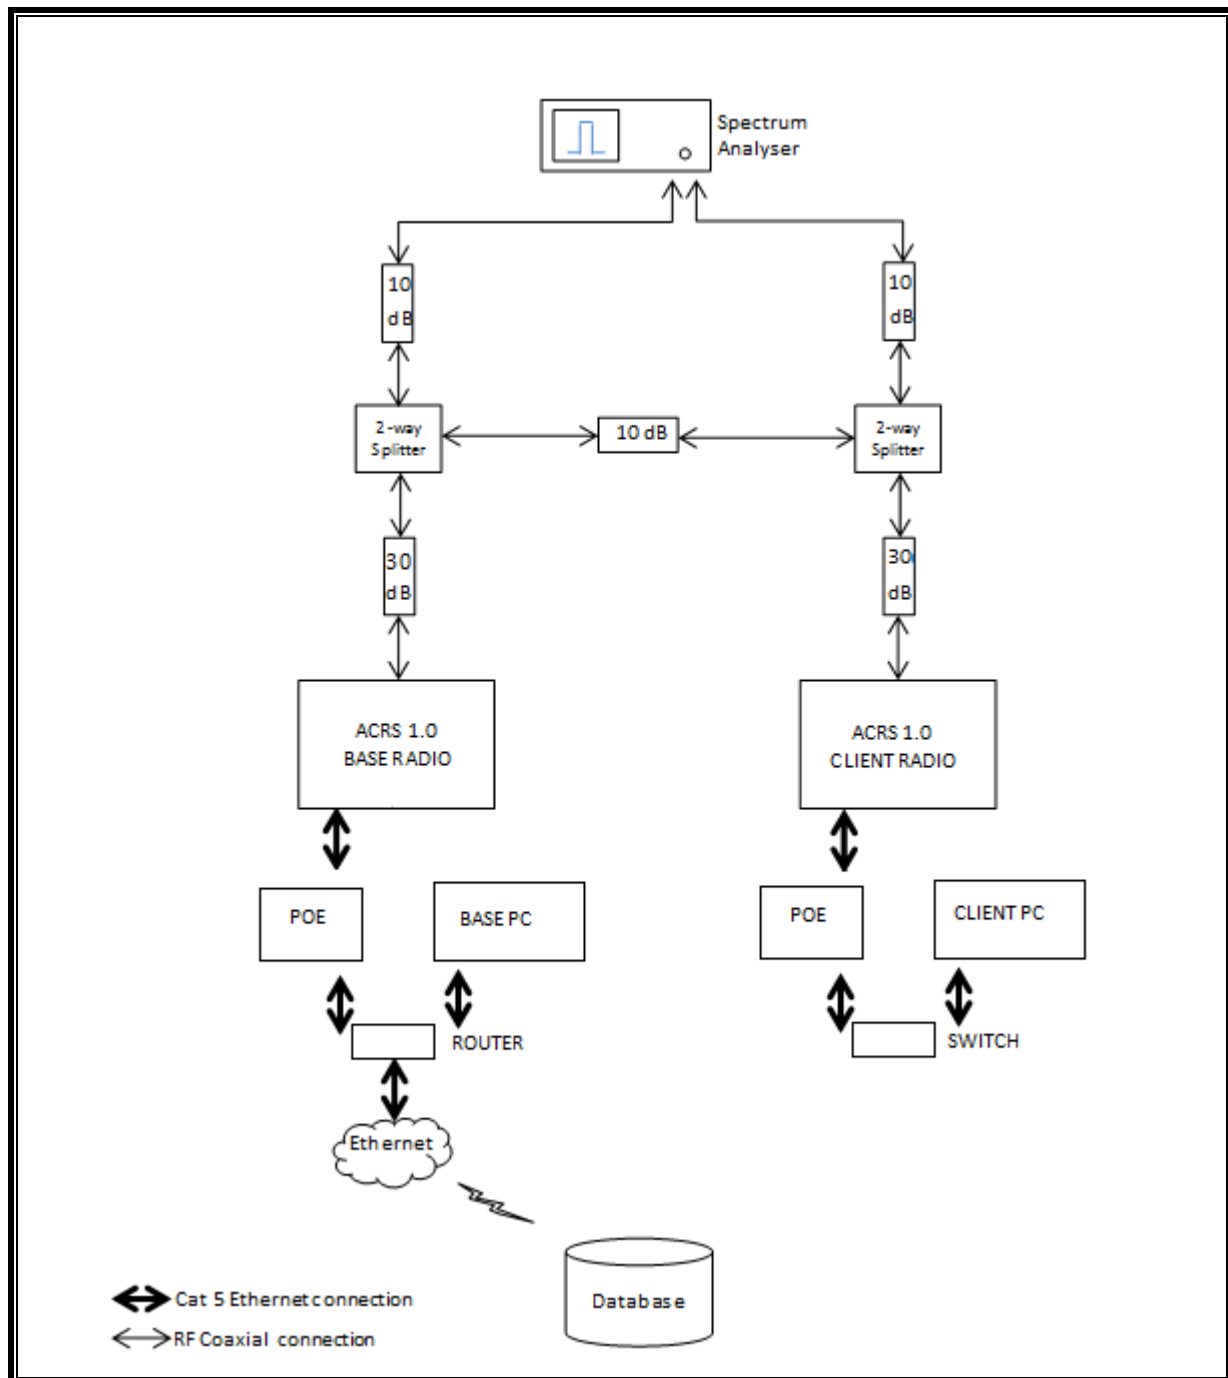 Spectrum
Analyser
10
dB
10
dB
2-way
Splitter
10 dB
2-way
Splitter
30
dB
30
dB
ACRS 1.0
BASE RADIO
ACRS 1.0
CLIENT RADIO
POE
BASE PC
POE
CLIENT PC
ROUTER
SWITCH
Ethernet
Database
Cat 5 Ethernet connection
RF Coaxial connection